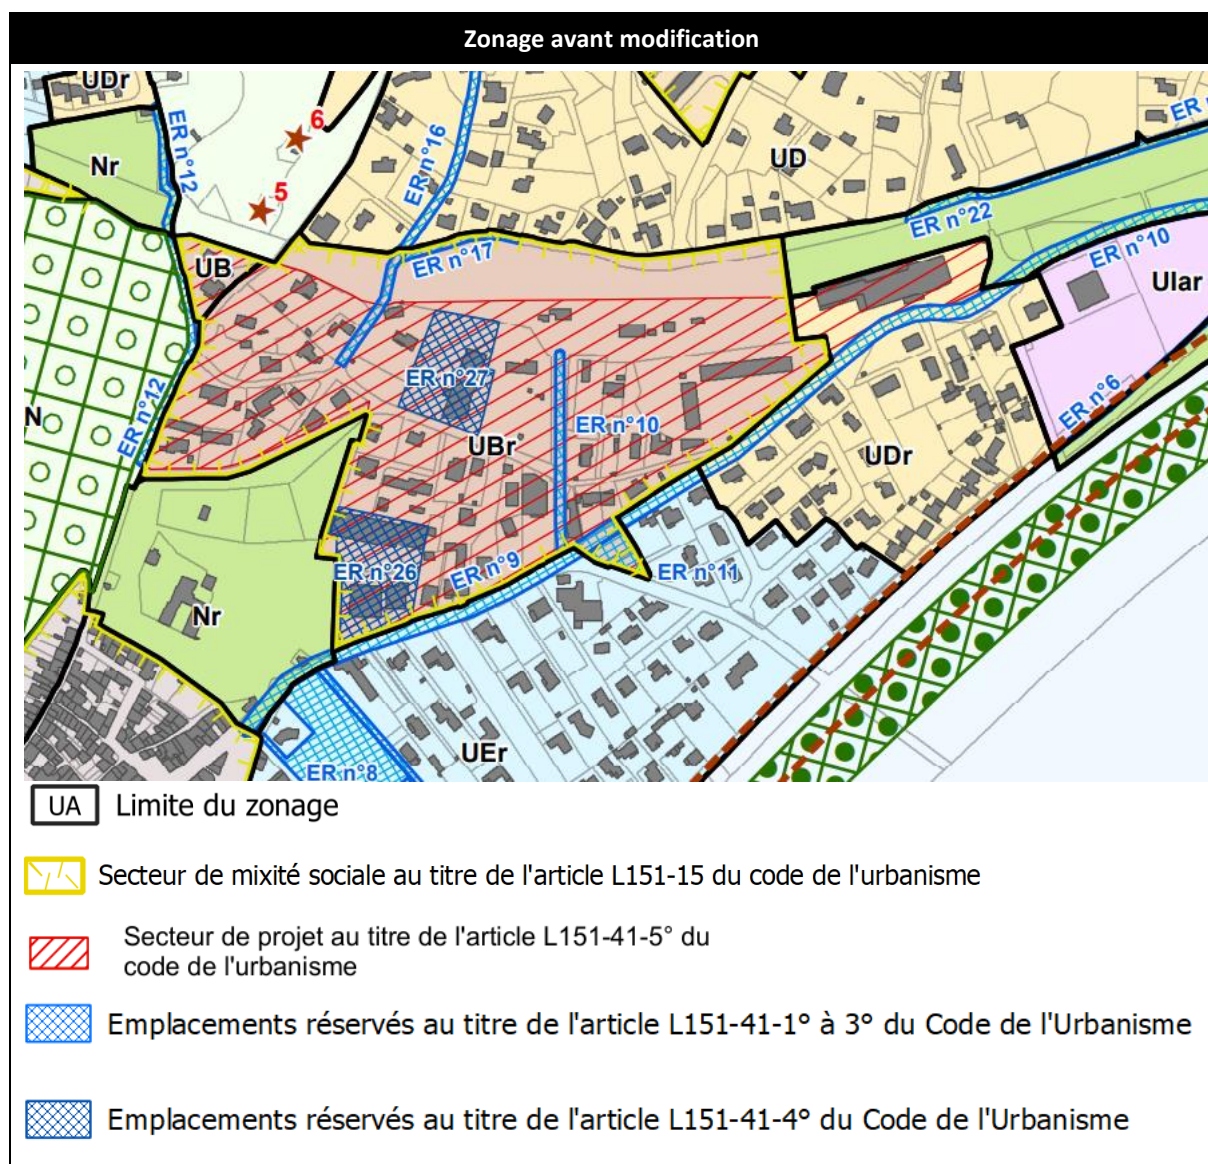 Zonage avant modification
UDr
6
ER n°16
ER n°12
Nr
5
UD
ER
ER n°22
ER n°10
UB
ER n°17
Ular
ER n°27
ER n°6
ER n°12
N
ER n°10
UBr
UDr
ER n°26
ER n°9
ER n°11
Nr
UEr
ER n°8
UA Limite du zonage
Secteur de mixité sociale au titre de l'article L151-15 du code de l'urbanisme
Secteur de projet au titre de l'article L151-41-5° du
code de l'urbanisme
Emplacements réservés au titre de l'article L151-41-1° à 3° du Code de l'Urbanisme
Emplacements réservés au titre de l'article L151-41-4° du Code de l'Urbanisme